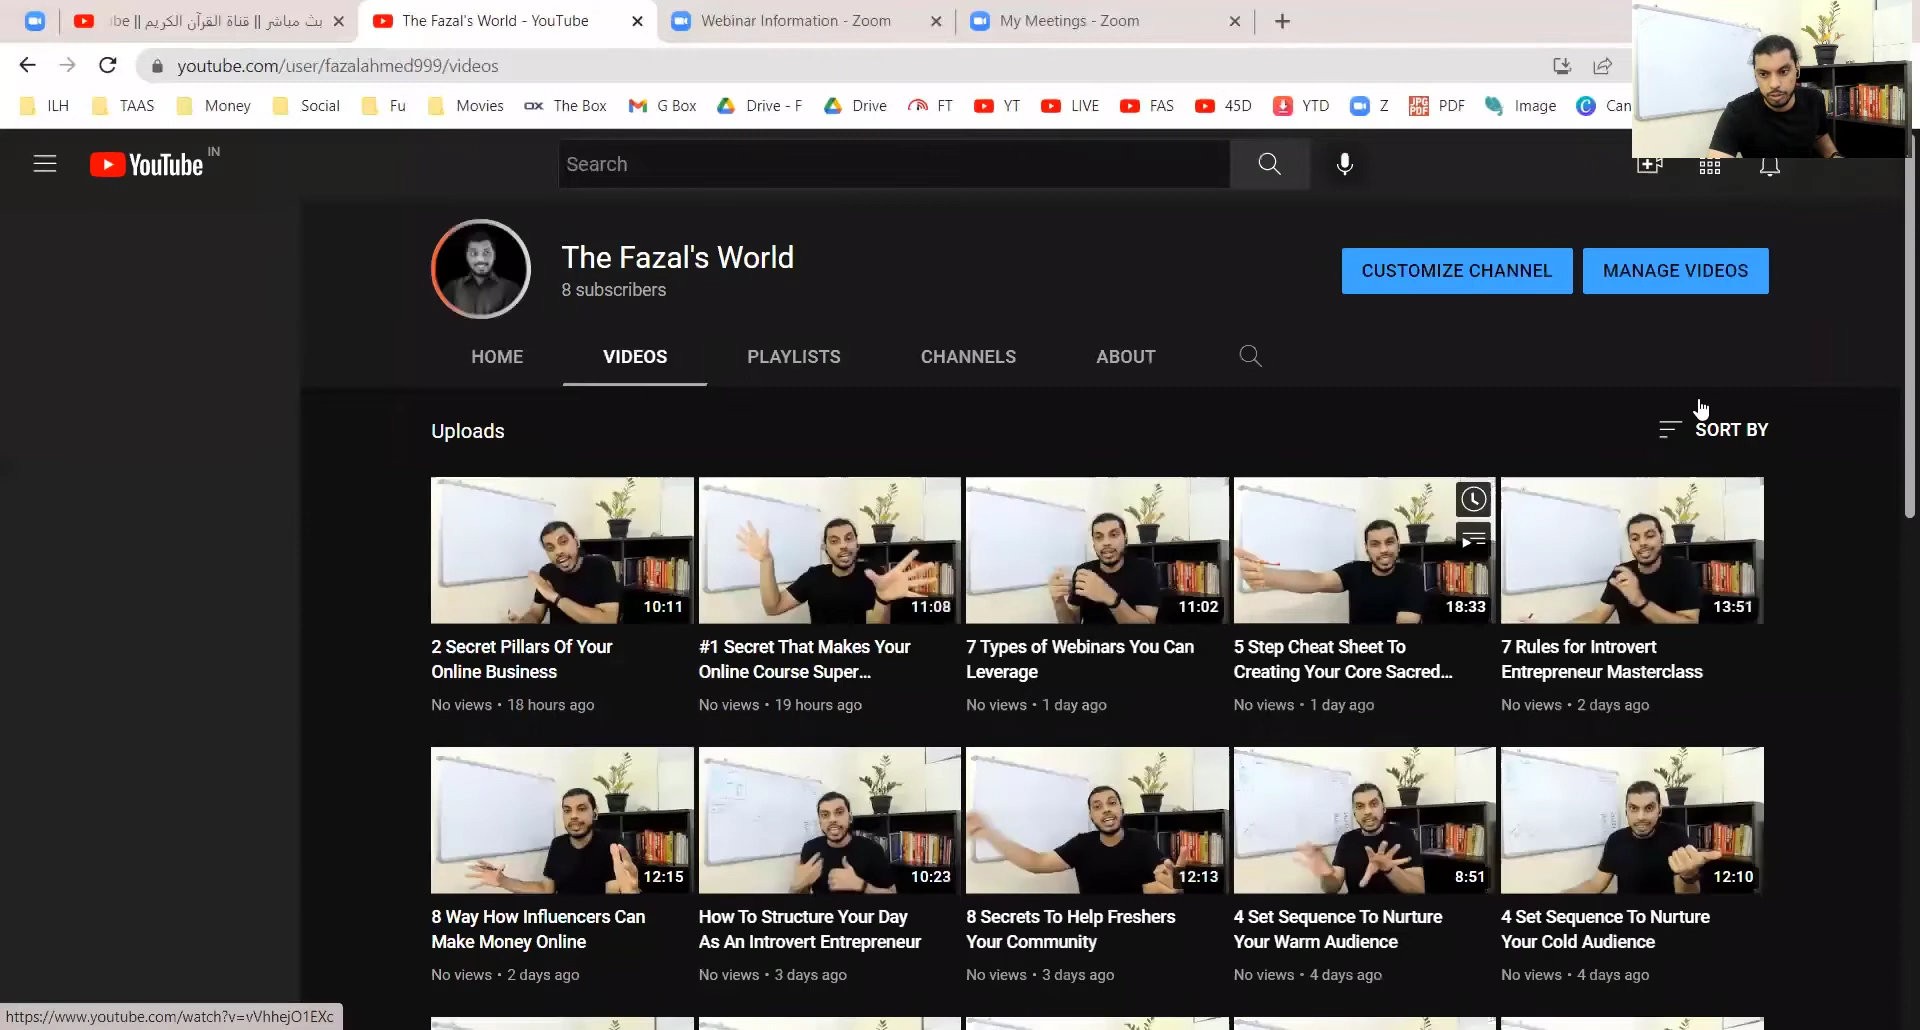 بث مباشر || قناة القرآن الكريم ||
The Fazal's World - YouTube
Webinar Information - Zoom
My Meetings - Zoom
youtube.com/user/fazalahmed999/videos
ILH TAAS Money Social Fu Movies The Box G Box Drive - F Drive FT YT LIVE FAS 45D YTD Z PDF Image Can
YouTube IN
Search
The Fazal's World
8 subscribers
CUSTOMIZE CHANNEL MANAGE VIDEOS
HOME VIDEOS PLAYLISTS CHANNELS ABOUT
Uploads
SORT BY
10:11 11:08 11:02 18:33 13:51
2 Secret Pillars Of Your
Online Business
No views • 18 hours ago
#1 Secret That Makes Your
Online Course Super...
No views • 19 hours ago
7 Types of Webinars You Can
Leverage
No views • 1 day ago
5 Step Cheat Sheet To
Creating Your Core Sacred...
No views • 1 day ago
7 Rules for Introvert
Entrepreneur Masterclass
No views • 2 days ago
12:15 10:23 12:13 8:51 12:10
8 Way How Influencers Can
Make Money Online
No views • 2 days ago
How To Structure Your Day
As An Introvert Entrepreneur
No views • 3 days ago
8 Secrets To Help Freshers
Your Community
No views • 3 days ago
4 Set Sequence To Nurture
Your Warm Audience
No views • 4 days ago
4 Set Sequence To Nurture
Your Cold Audience
No views • 4 days ago
https://www.youtube.com/watch?v=vVhhejO1EXc